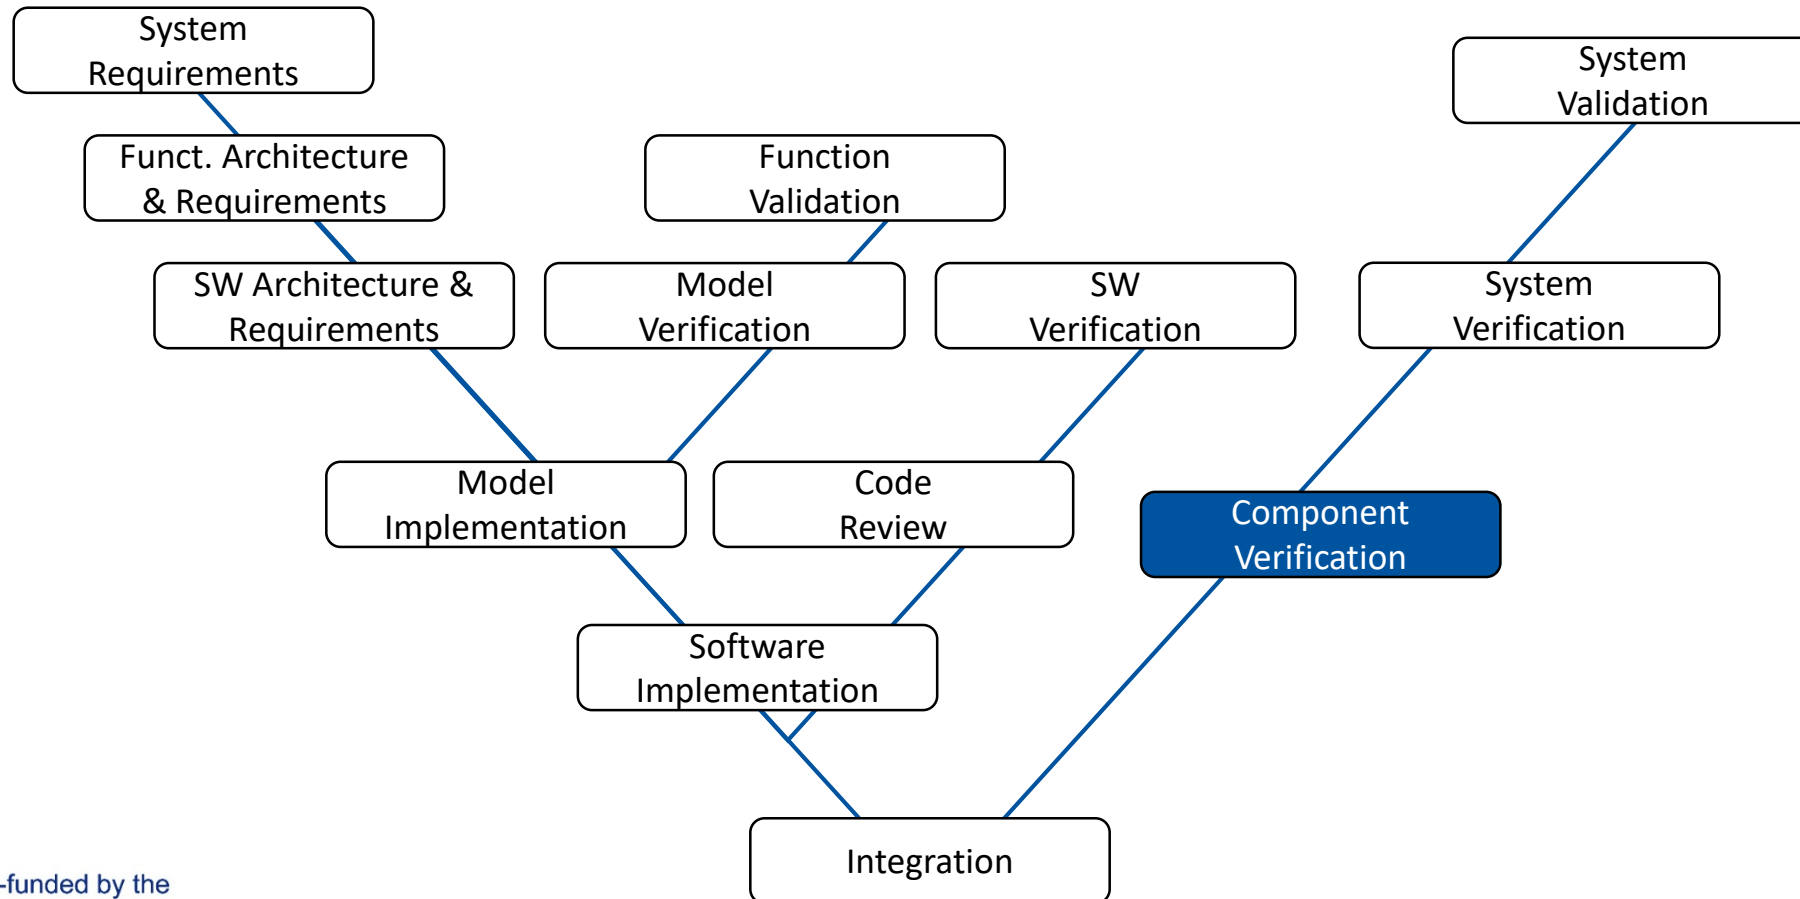 System
Requirements
System
Validation
Funct. Architecture
& Requirements
Function
Validation
SW Architecture &
Requirements
Model
Verification
SW
Verification
System
Verification
Model
Implementation
Code
Review
Component
Verification
Software
Implementation
Integration
-funded by the